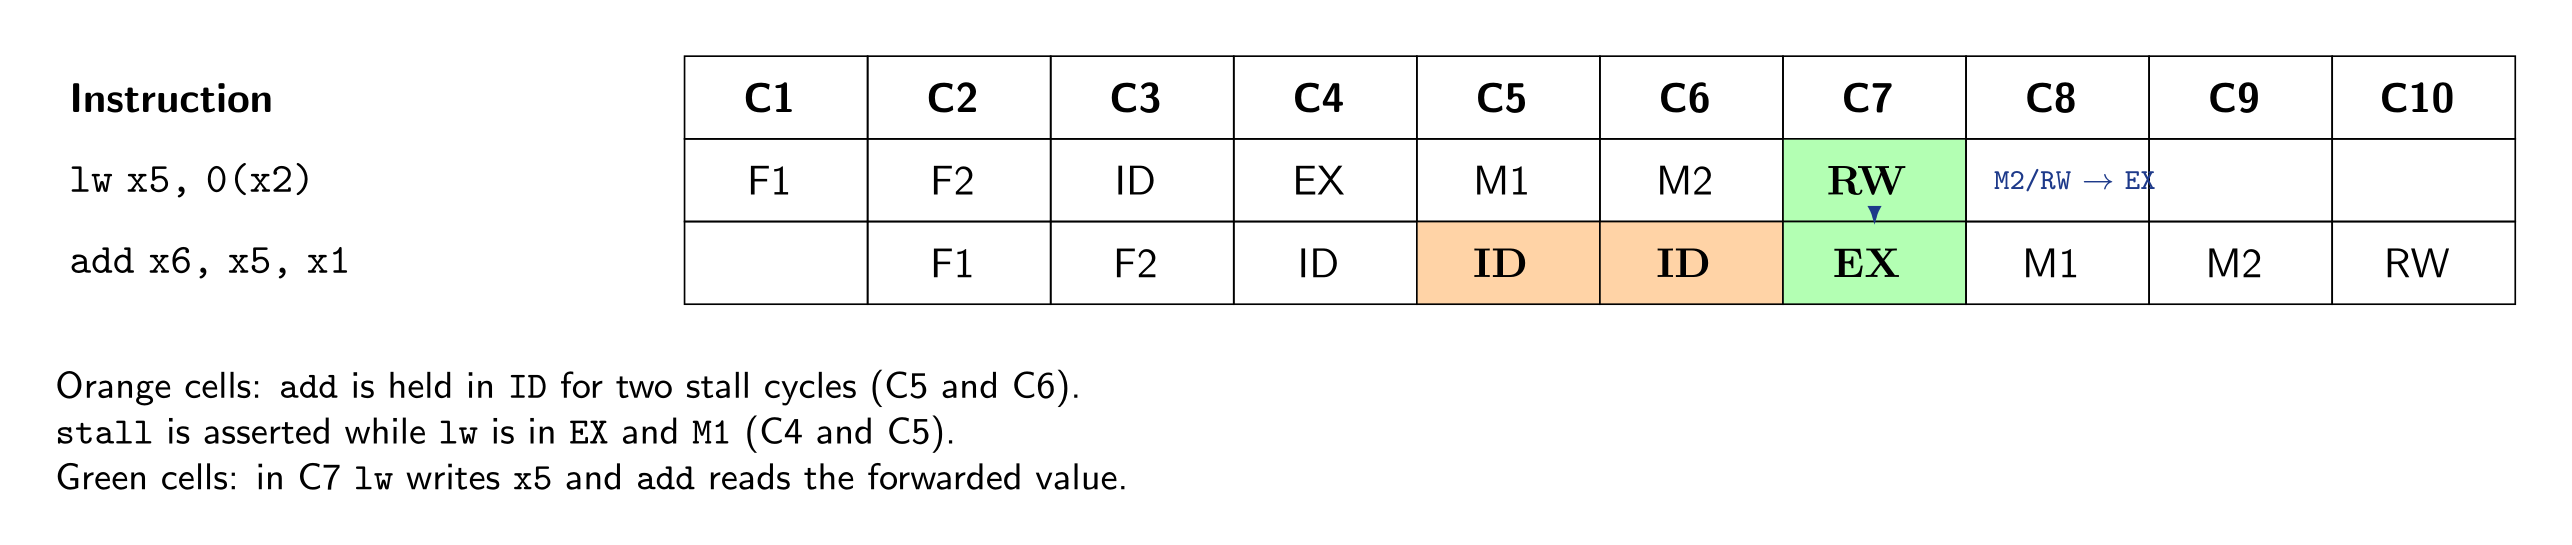 Instruction C1 C2 C3 C4 C5 C6 C7 C8 C9 C10
lw x5, 0(x2) F1 F2 ID EX M1 M2 RW M2/RW → EX
add x6, x5, x1 F1 F2 ID ID ID EX M1 M2 RW
Orange cells: add is held in ID for two stall cycles (C5 and C6).
stall is asserted while lw is in EX and M1 (C4 and C5).
Green cells: in C7 lw writes x5 and add reads the forwarded value.